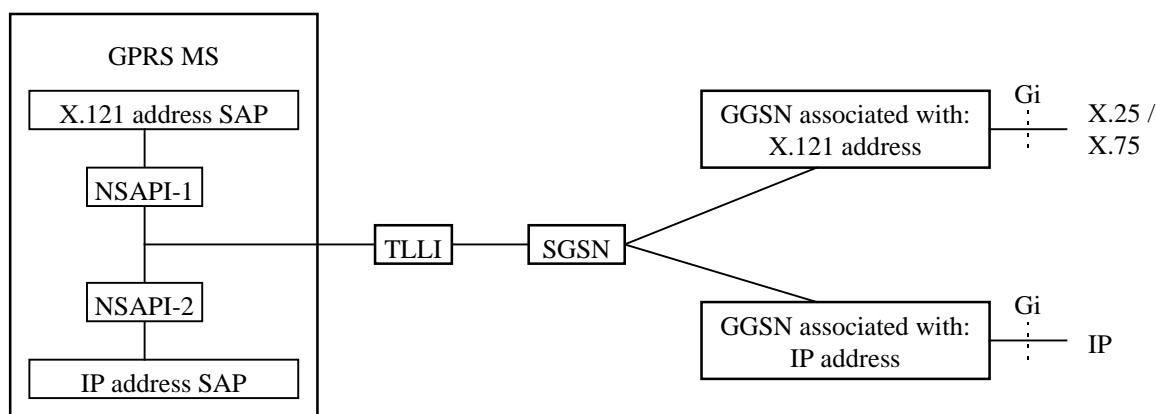 GPRS MS
X.121 address SAP
NSAPI-1
NSAPI-2
IP address SAP
TLLI
SGSN
GGSN associated with:
X.121 address
Gi
X.25 /
X.75
GGSN associated with:
IP address
Gi
IP